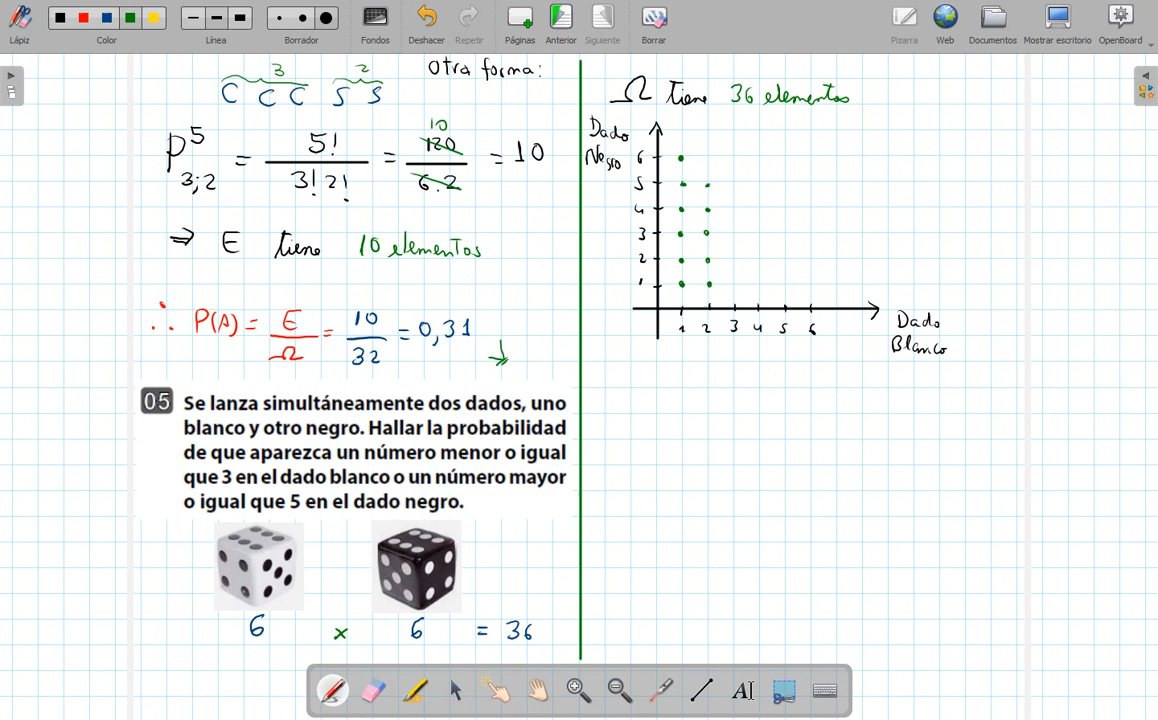 Lápiz
Color
Línea
Borrador
Fondos
Deshacer
Repetir
Páginas
Anterior
Siguiente
Borrar
Pizarra
Web
Documentos
Mostrar escritorio
OpenBoard
3 2
C C C S S
Otra forma:
P 5 3;2 = 5! / 3! 2! = 10 120 / 6.2 = 10
⇒ E tiene 10 elementos
∴ P(A) = E / Ω = 10 / 32 = 0,31
05 Se lanza simultáneamente dos dados, uno
blanco y otro negro. Hallar la probabilidad
de que aparezca un número menor o igual
que 3 en el dado blanco o un número mayor
o igual que 5 en el dado negro.
6 x 6 = 36
Ω tiene 36 elementos
Dado
Negro
6
5
4
3
2
1
1 2 3 4 5 6
Dado
Blanco